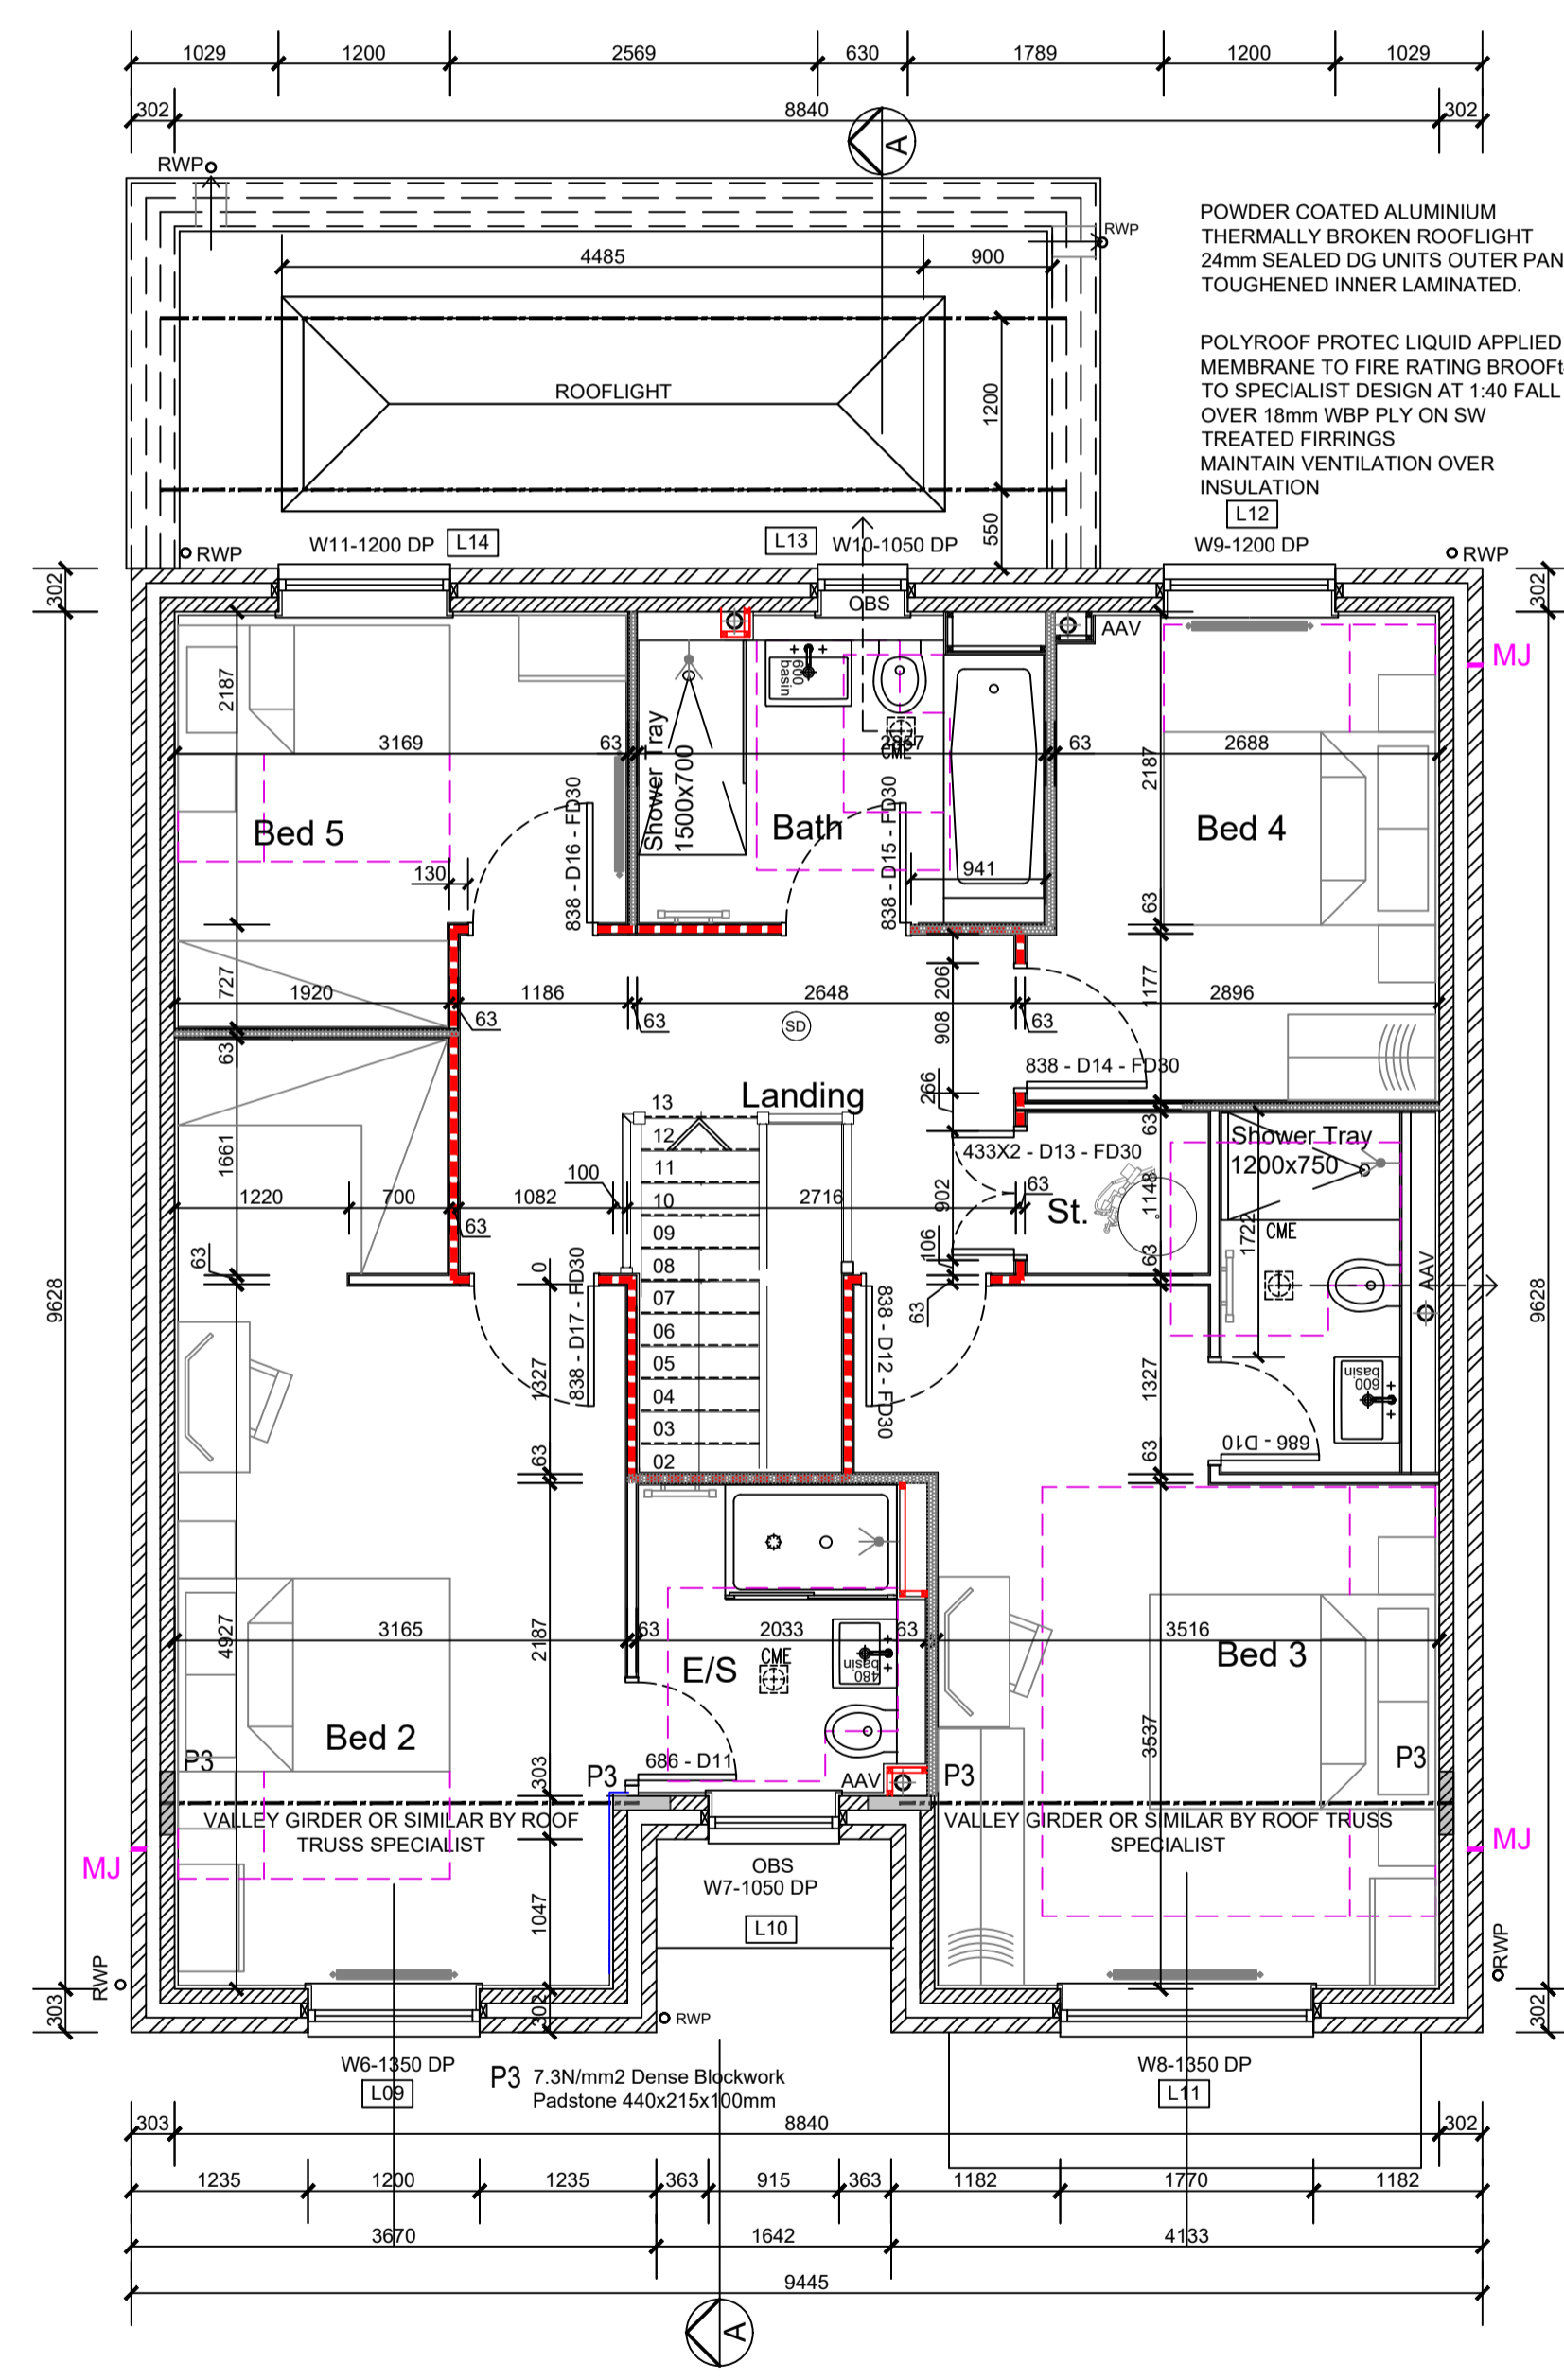 1029 1200 2569 630 1789 1200 1029
302 8840 302
A
RWP
RWP
4485 900
POWDER COATED ALUMINIUM
THERMALLY BROKEN ROOFLIGHT
24mm SEALED DG UNITS OUTER PAN
TOUGHENED INNER LAMINATED.
POLYROOF PROTEC LIQUID APPLIED
MEMBRANE TO FIRE RATING BROOFt
TO SPECIALIST DESIGN AT 1:40 FALL
OVER 18mm WBP PLY ON SW
TREATED FIRRINGS
MAINTAIN VENTILATION OVER
INSULATION
ROOFLIGHT
1200
550
RWP W11-1200 DP L14 L13 W10-1050 DP L12
W9-1200 DP RWP
302 302
OBS
AAV
MJ
600
basin
2187
3169 63 2857 63 2688
CME
2187
Shower Tray
1500x700
Bed 5 Bath Bed 4
838 - D16 - FD30
838 - D15 - FD30
130 941
63
727
1920 1186 2648 2896
206
1177
63 63 SD 63
908
63
838 - D14 - FD30
266
Landing
63
13
12
11
10
09
08
07
06
05
04
03
02
Shower Tray
1200x750
433X2 - D13 - FD30
1661
1220 700 1082 100 2716 63
902
1148
St.
CME
1722
AAV
63
63
106
63
63
0
9628 9628
838 - D17 - FD30
838 - D12 - FD30
1327
1327
600
basin
686 - D10
63
63
4927
3165 63 2033 63 3516
2187
E/S CME
480
basin
Bed 3
Bed 2
3537
P3 P3 P3 P3
686 - D11 AAV
303
VALLEY GIRDER OR SIMILAR BY ROOF
TRUSS SPECIALIST
VALLEY GIRDER OR SIMILAR BY ROOF TRUSS
SPECIALIST
MJ MJ
OBS
W7-1050 DP
L10
1047
RWP RWP
303 302 302
RWP
W6-1350 DP
L09
P3 7.3N/mm2 Dense Blockwork
Padstone 440x215x100mm
W8-1350 DP
L11
303 8840 302
1235 1200 1235 363 915 363 1182 1770 1182
3670 1642 4133
9445
A